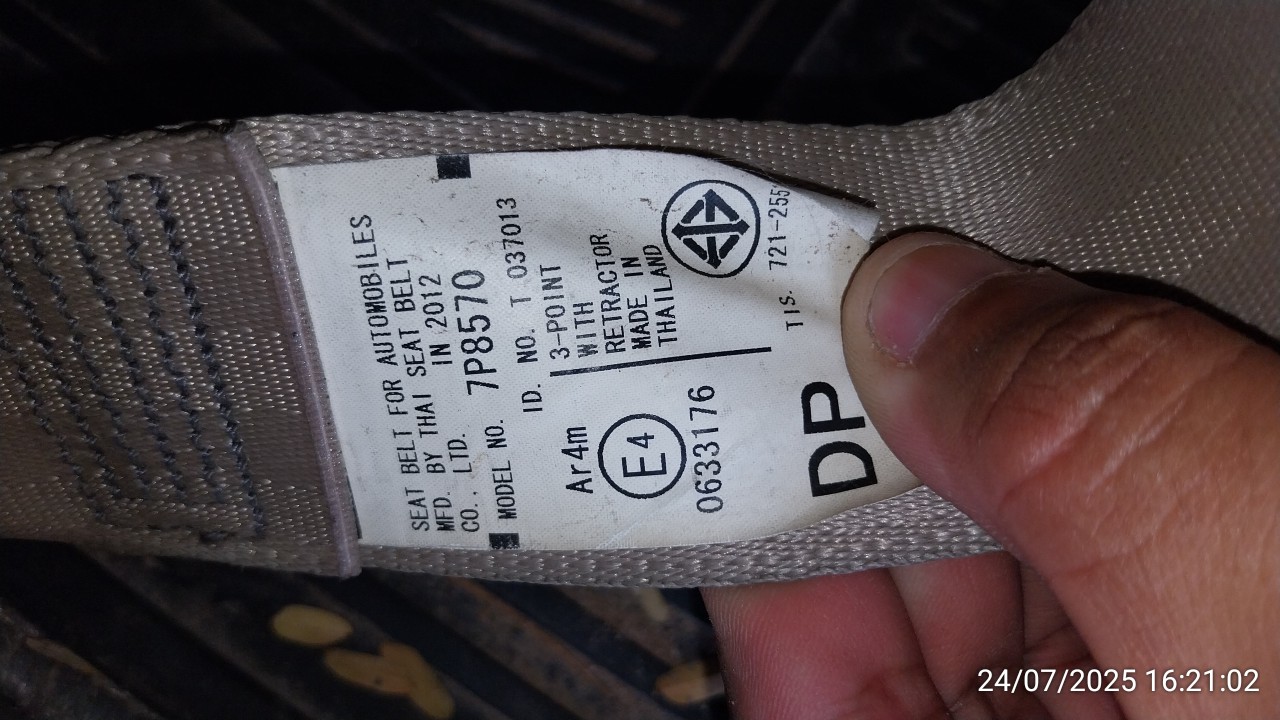 SEAT BELT FOR AUTOMOBILES
MFD. BY THAI SEAT BELT
CO., LTD. IN 2012
MODEL NO. 7P8570
ID. NO. T 037013
Ar4m
E4
0633176
3-POINT
WITH
RETRACTOR
MADE IN
THAILAND
TIS. 721-255
DP
24/07/2025 16:21:02